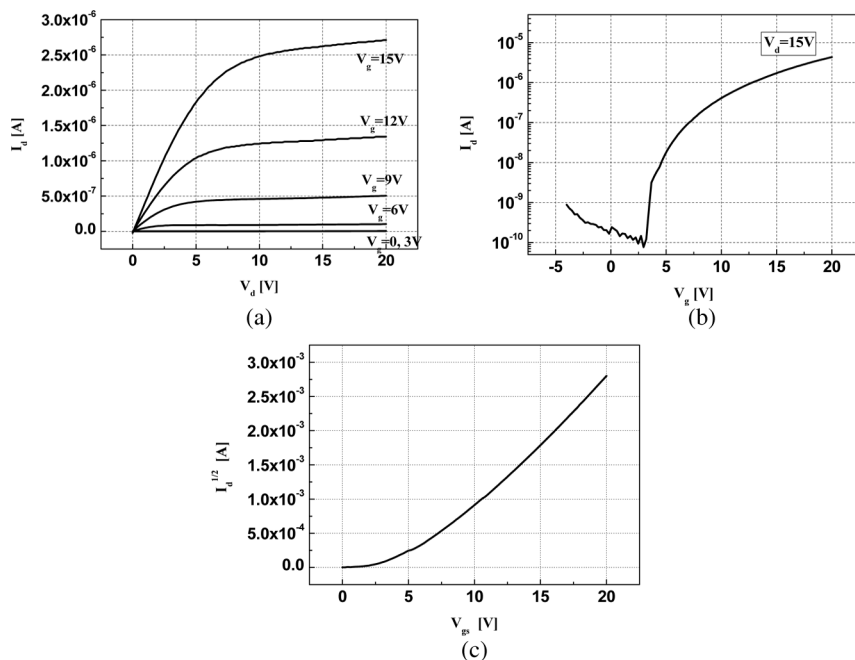 3.0x10⁻⁶
2.5x10⁻⁶
2.0x10⁻⁶
1.5x10⁻⁶
1.0x10⁻⁶
5.0x10⁻⁷
0.0
I_d [A]
V_g=15V
V_g=12V
V_g=9V
V_g=6V
V_g=0, 3V
0 5 10 15 20
V_d [V]
(a)
V_d=15V
10⁻⁵
10⁻⁶
10⁻⁷
10⁻⁸
10⁻⁹
10⁻¹⁰
I_d [A]
-5 0 5 10 15 20
V_g [V]
(b)
3.0x10⁻³
2.5x10⁻³
2.0x10⁻³
1.5x10⁻³
1.0x10⁻³
5.0x10⁻⁴
0.0
I_d^1/2 [A]
0 5 10 15 20
V_gs [V]
(c)